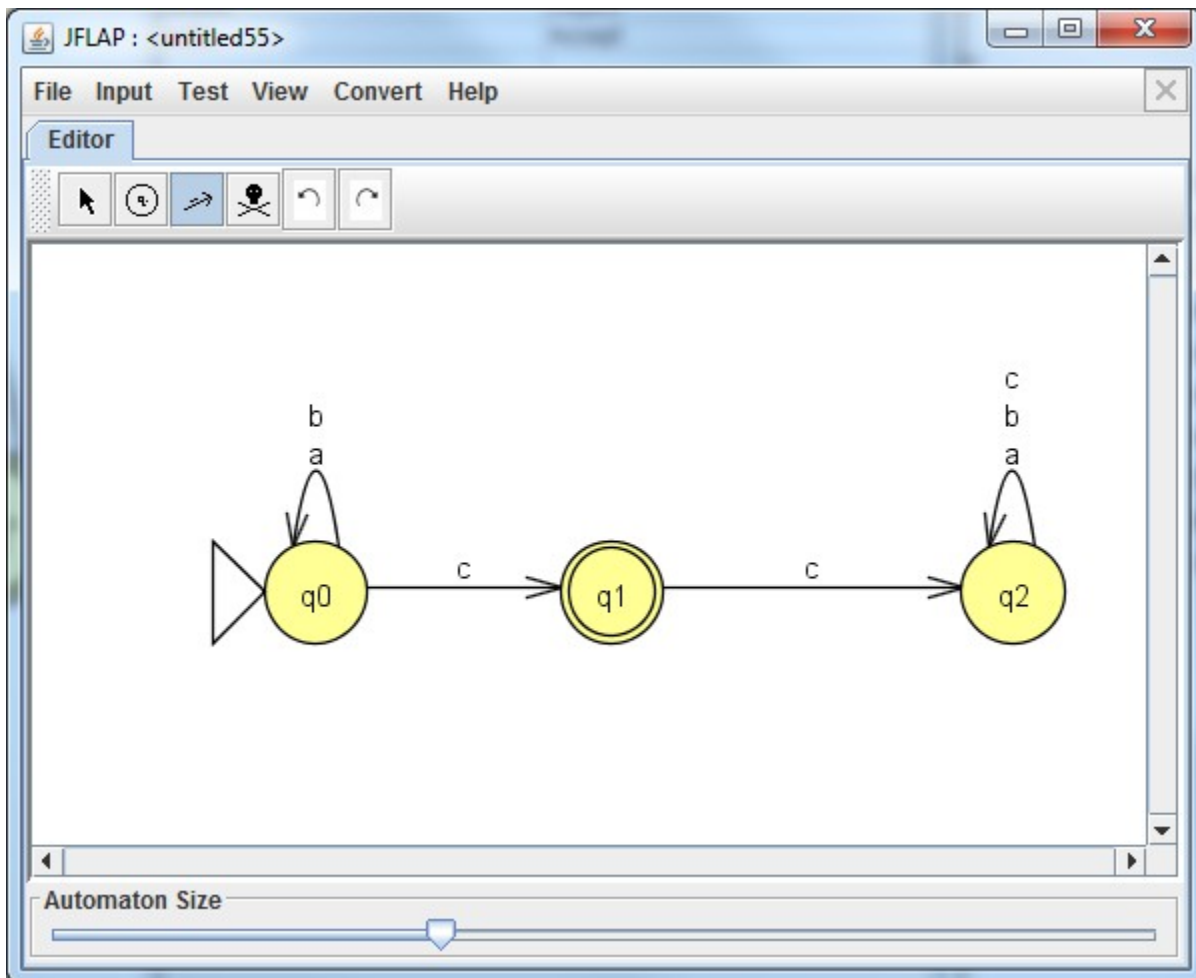 JFLAP : <untitled55>
File Input Test View Convert Help
Editor
q
c
b b
a a
q0 c q1 c q2
Automaton Size